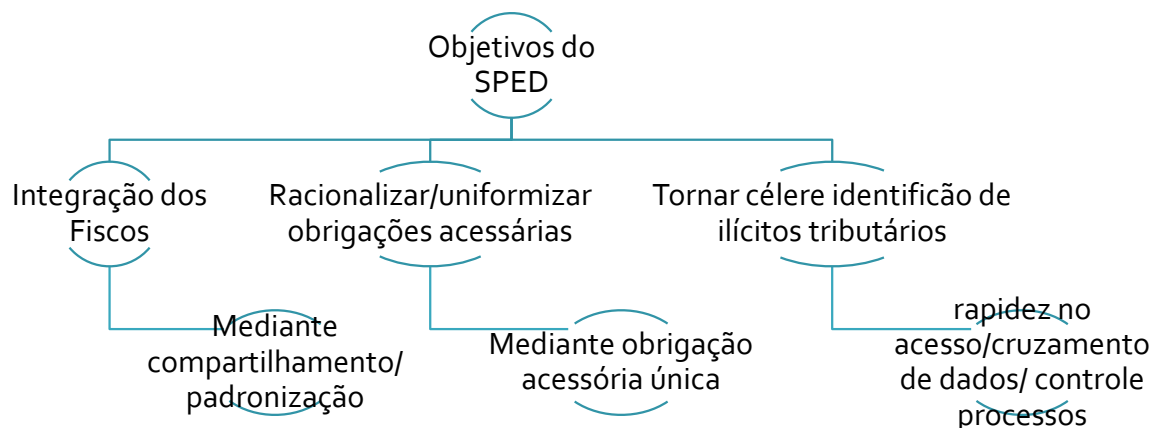 Objetivos do
SPED
Integração dos
Fiscos
Racionalizar/uniformizar
obrigações acessárias
Tornar célere identificão de
ilícitos tributários
Mediante
compartilhamento/
padronização
Mediante obrigação
acessória única
rapidez no
acesso/cruzamento
de dados/ controle
processos